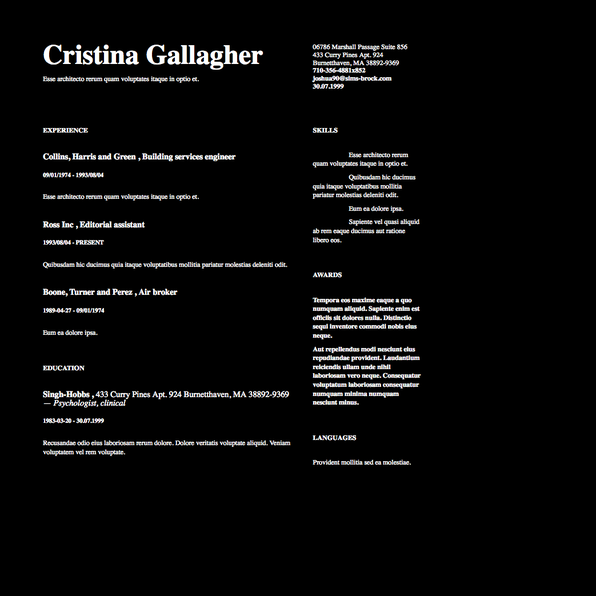 Cristina Gallagher
Esse architecto rerum quam voluptates itaque in optio et.
06786 Marshall Passage Suite 856
433 Curry Pines Apt. 924
Burnetthaven, MA 38892-9369
710-356-4881x852
joshua90@sims-brock.com
30.07.1999
EXPERIENCE
Collins, Harris and Green , Building services engineer
09/01/1974 - 1993/08/04
Esse architecto rerum quam voluptates itaque in optio et.
Ross Inc , Editorial assistant
1993/08/04 - PRESENT
Quibusdam hic ducimus quia itaque voluptatibus mollitia pariatur molestias deleniti odit.
Boone, Turner and Perez , Air broker
1989-04-27 - 09/01/1974
Eum ea dolore ipsa.
EDUCATION
Singh-Hobbs , 433 Curry Pines Apt. 924 Burnetthaven, MA 38892-9369
— Psychologist, clinical
1983-03-20 - 30.07.1999
Recusandae odio eius laboriosam rerum dolore. Dolore veritatis voluptate aliquid. Veniam
voluptatem vel rem voluptate.
SKILLS
Esse architecto rerum
quam voluptates itaque in optio et.
Quibusdam hic ducimus
quia itaque voluptatibus mollitia
pariatur molestias deleniti odit.
Eum ea dolore ipsa.
Sapiente vel quasi aliquid
ab rem eaque ducimus aut ratione
libero eos.
AWARDS
Tempora eos maxime eaque a quo
numquam aliquid. Sapiente enim est
officiis sit dolores nulla. Distinctio
sequi inventore commodi nobis eius
neque.
Aut repellendus modi nesciunt eius
repudiandae provident. Laudantium
reiciendis ullam unde nihil
laboriosam vero neque. Consequatur
voluptatum laboriosam consequatur
numquam minima numquam
nesciunt minus.
LANGUAGES
Provident mollitia sed ea molestiae.